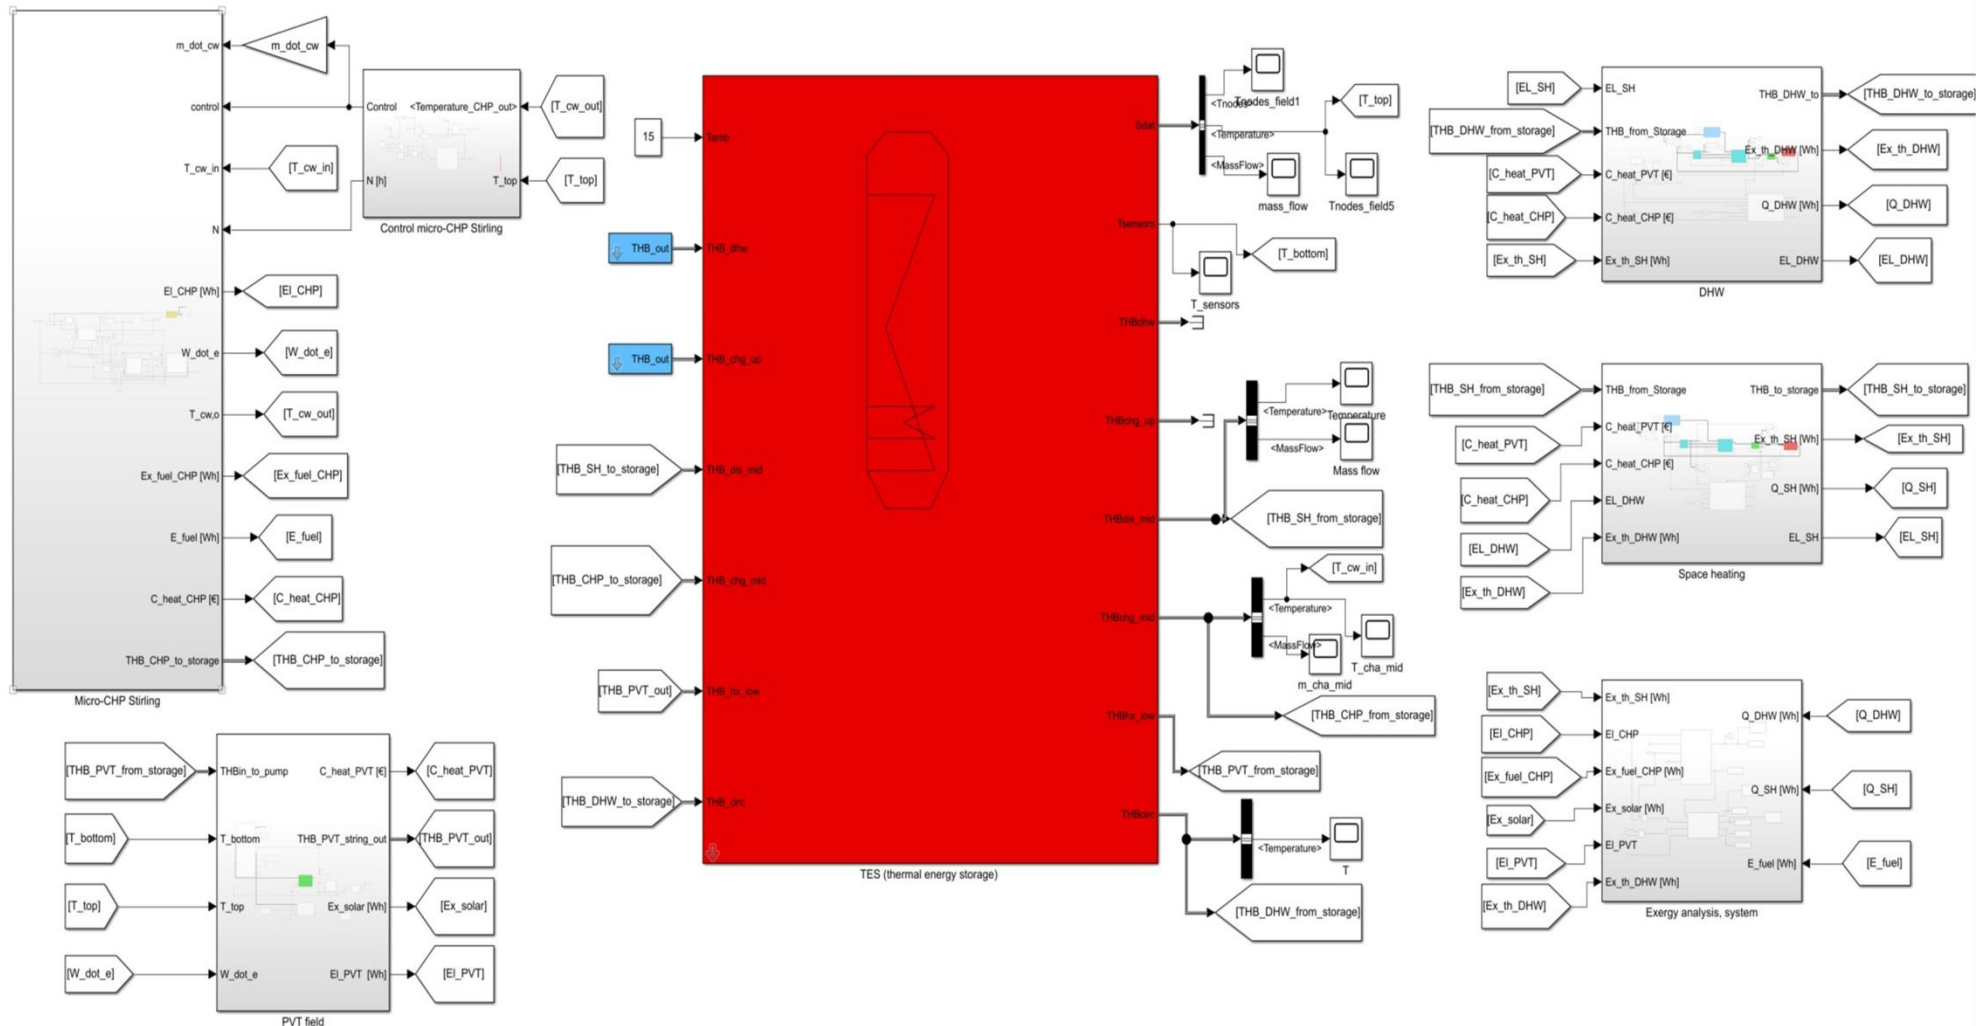 m_dot_cw
m_dot_cw
control
T_cw_in
[T_cw_in]
N
El_CHP [Wh]
[El_CHP]
W_dot_e
[W_dot_e]
T_cw,o
[T_cw_out]
Ex_fuel_CHP [Wh]
[Ex_fuel_CHP]
E_fuel [Wh]
[E_fuel]
C_heat_CHP [€]
[C_heat_CHP]
THB_CHP_to_storage
[THB_CHP_to_storage]
Micro-CHP Stirling
Control
<Temperature_CHP_out>
[T_cw_out]
N [h]
T_top
[T_top]
Control micro-CHP Stirling
[THB_PVT_from_storage]
THBin_to_pump
C_heat_PVT [€]
[C_heat_PVT]
[T_bottom]
T_bottom
THB_PVT_string_out
[THB_PVT_out]
[T_top]
T_top
Ex_solar [Wh]
[Ex_solar]
[W_dot_e]
W_dot_e
El_PVT [Wh]
[El_PVT]
PVT field
15
Tamb
THB_out
THB_dhw
THB_out
THB_chg_up
[THB_SH_to_storage]
THB_dis_mid
[THB_CHP_to_storage]
THB_chg_mid
[THB_PVT_out]
THB_hx_low
[THB_DHW_to_storage]
THB_circ
TES (thermal energy storage)
Sdal
<Tnodes>
Tnodes_field1
<Temperature>
[T_top]
<MassFlow>
mass_flow
Tnodes_field5
Tsensors
[T_bottom]
T_sensors
THBdhw
THBchg_up
<Temperature>
Temperature
<MassFlow>
Mass flow
THBdis_mid
[THB_SH_from_storage]
THBchg_mid
[T_cw_in]
<Temperature>
<MassFlow>
T_cha_mid
m_cha_mid
[THB_CHP_from_storage]
THBhx_low
[THB_PVT_from_storage]
THBcirc
<Temperature>
T
[THB_DHW_from_storage]
[EL_SH]
EL_SH
THB_DHW_to
[THB_DHW_to_storage]
[THB_DHW_from_storage]
THB_from_Storage
Ex_th_DHW [Wh]
[Ex_th_DHW]
[C_heat_PVT]
C_heat_PVT [€]
Q_DHW [Wh]
[Q_DHW]
[C_heat_CHP]
C_heat_CHP [€]
[Ex_th_SH]
Ex_th_SH [Wh]
EL_DHW
[EL_DHW]
DHW
[THB_SH_from_storage]
THB_from_Storage
THB_to_storage
[THB_SH_to_storage]
[C_heat_PVT]
C_heat_PVT [€]
Ex_th_SH [Wh]
[Ex_th_SH]
[C_heat_CHP]
C_heat_CHP [€]
Q_SH [Wh]
[Q_SH]
[EL_DHW]
EL_DHW
EL_SH
[EL_SH]
[Ex_th_DHW]
Ex_th_DHW [Wh]
Space heating
[Ex_th_SH]
Ex_th_SH [Wh]
Q_DHW [Wh]
[Q_DHW]
[El_CHP]
El_CHP
[Ex_fuel_CHP]
Ex_fuel_CHP [Wh]
Q_SH [Wh]
[Q_SH]
[Ex_solar]
Ex_solar [Wh]
[El_PVT]
El_PVT
E_fuel [Wh]
[E_fuel]
[Ex_th_DHW]
Ex_th_DHW [Wh]
Exergy analysis, system